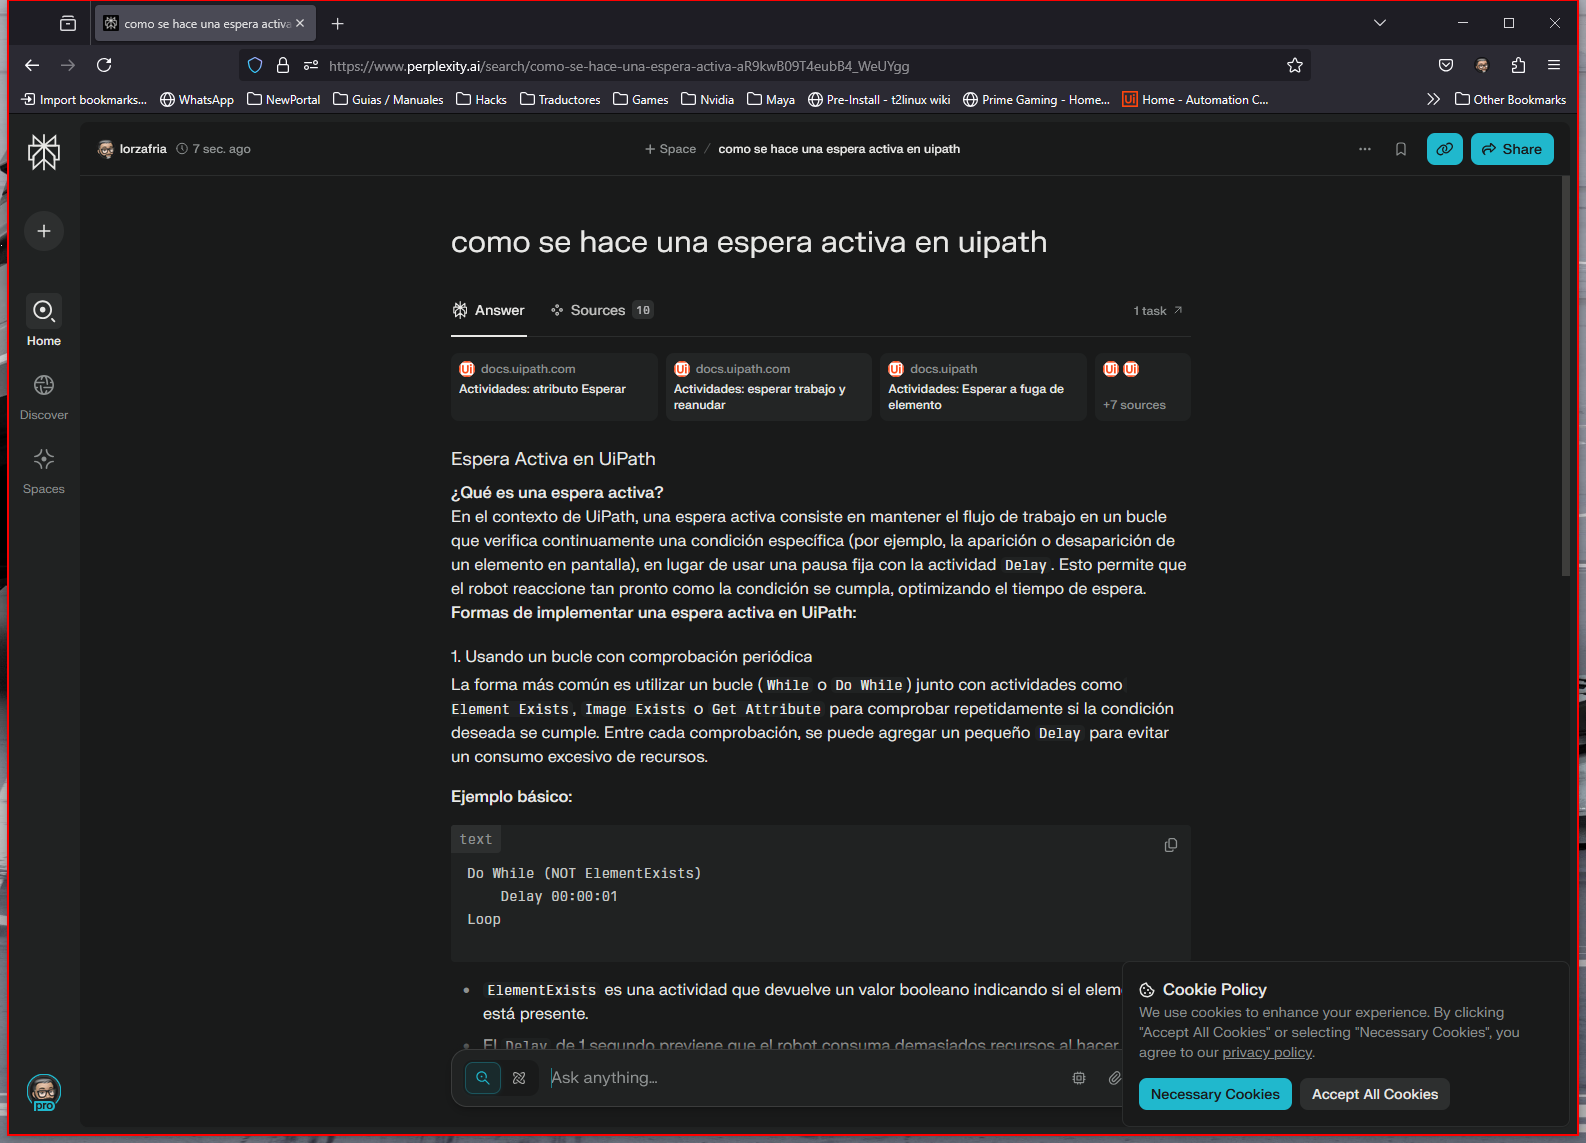 como se hace una espera activa
https://www.perplexity.ai/search/como-se-hace-una-espera-activa-aR9kwB09T4eubB4_WeUYgg
Import bookmarks...
WhatsApp
NewPortal
Guias / Manuales
Hacks
Traductores
Games
Nvidia
Maya
Pre-Install - t2linux wiki
Prime Gaming - Home...
Home - Automation C...
Other Bookmarks
lorzafria
7 sec. ago
Space / como se hace una espera activa en uipath
Share
Home
Discover
Spaces
pro
como se hace una espera activa en uipath
Answer
Sources 10
1 task
docs.uipath.com
Actividades: atributo Esperar
docs.uipath.com
Actividades: esperar trabajo y
reanudar
docs.uipath
Actividades: Esperar a fuga de
elemento
+7 sources
Espera Activa en UiPath
¿Qué es una espera activa?
En el contexto de UiPath, una espera activa consiste en mantener el flujo de trabajo en un bucle
que verifica continuamente una condición específica (por ejemplo, la aparición o desaparición de
un elemento en pantalla), en lugar de usar una pausa fija con la actividad Delay. Esto permite que
el robot reaccione tan pronto como la condición se cumpla, optimizando el tiempo de espera.
Formas de implementar una espera activa en UiPath:
1. Usando un bucle con comprobación periódica
La forma más común es utilizar un bucle (While o Do While) junto con actividades como
Element Exists, Image Exists o Get Attribute para comprobar repetidamente si la condición
deseada se cumple. Entre cada comprobación, se puede agregar un pequeño Delay para evitar
un consumo excesivo de recursos.
Ejemplo básico:
text
Do While (NOT ElementExists)
Delay 00:00:01
Loop
ElementExists es una actividad que devuelve un valor booleano indicando si el elem
está presente.
El Delay de 1 segundo previene que el robot consuma demasiados recursos al hacer
Ask anything...
Cookie Policy
We use cookies to enhance your experience. By clicking
"Accept All Cookies" or selecting "Necessary Cookies", you
agree to our privacy policy.
Necessary Cookies
Accept All Cookies